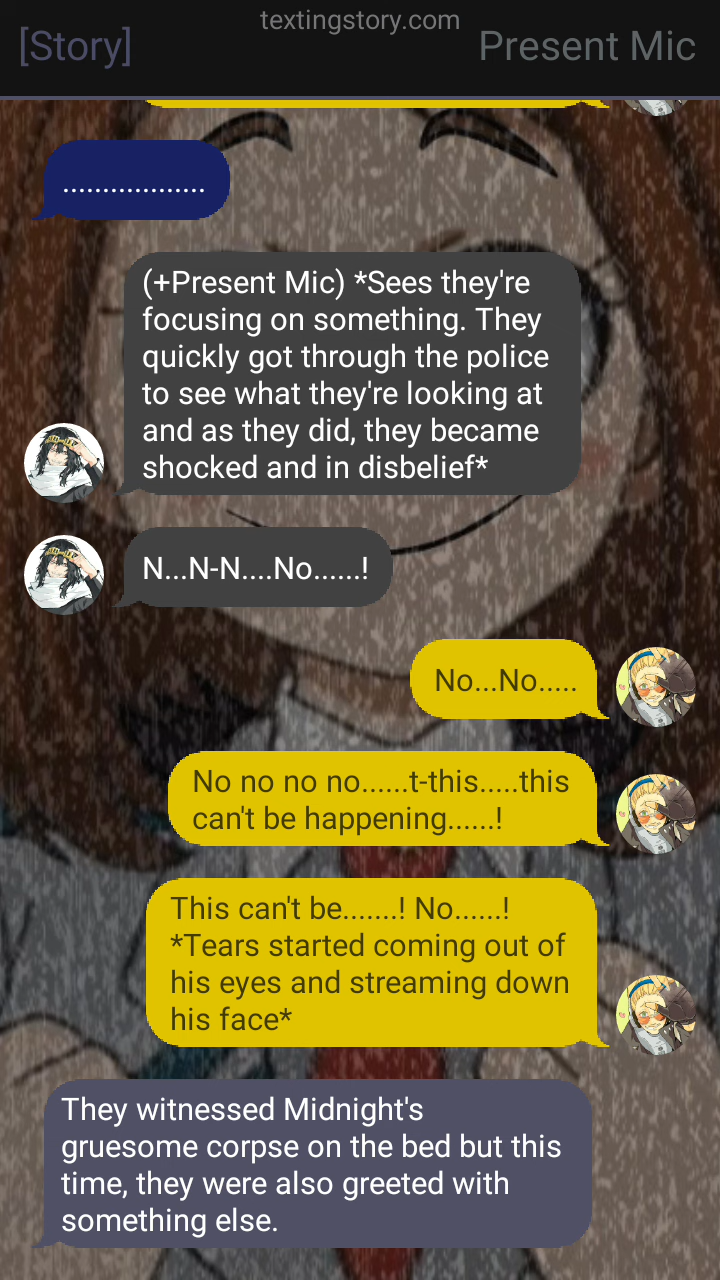 textingstory.com
[Story]
Present Mic
.................
(+Present Mic) *Sees they're
focusing on something. They
quickly got through the police
to see what they're looking at
and as they did, they became
shocked and in disbelief*
N...N-N....No......!
No...No.....
No no no no......t-this.....this
can't be happening......!
This can't be.......! No......!
*Tears started coming out of
his eyes and streaming down
his face*
They witnessed Midnight's
gruesome corpse on the bed but this
time, they were also greeted with
something else.